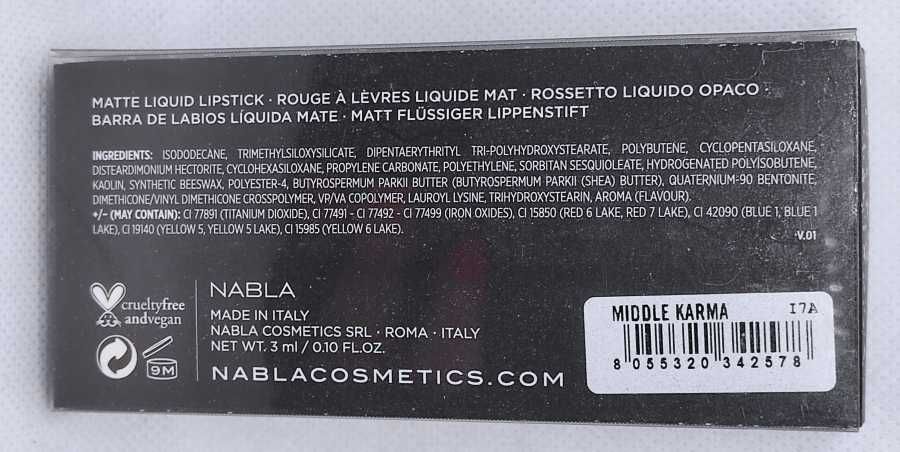 MATTE LIQUID LIPSTICK · ROUGE À LÈVRES LIQUIDE MAT · ROSSETTO LIQUIDO OPACO ·
BARRA DE LABIOS LÍQUIDA MATE · MATT FLÜSSIGER LIPPENSTIFT
INGREDIENTS: ISODODECANE, TRIMETHYLSILOXYSILICATE, DIPENTAERYTHRITYL TRI-POLYHYDROXYSTEARATE, POLYBUTENE, CYCLOPENTASILOXANE,
DISTEARDIMONIUM HECTORITE, CYCLOHEXASILOXANE, PROPYLENE CARBONATE, POLYETHYLENE, SORBITAN SESQUIOLEATE, HYDROGENATED POLYISOBUTENE,
KAOLIN, SYNTHETIC BEESWAX, POLYESTER-4, BUTYROSPERMUM PARKII BUTTER (BUTYROSPERMUM PARKII (SHEA) BUTTER), QUATERNIUM-90 BENTONITE,
DIMETHICONE/VINYL DIMETHICONE CROSSPOLYMER, VP/VA COPOLYMER, LAUROYL LYSINE, TRIHYDROXYSTEARIN, AROMA (FLAVOUR).
+/− (MAY CONTAIN): CI 77891 (TITANIUM DIOXIDE), CI 77491 - CI 77492 - CI 77499 (IRON OXIDES), CI 15850 (RED 6 LAKE, RED 7 LAKE), CI 42090 (BLUE 1, BLUE 1
LAKE), CI 19140 (YELLOW 5, YELLOW 5 LAKE), CI 15985 (YELLOW 6 LAKE).
V.01
crueltyfree
andvegan
9M
NABLA
MADE IN ITALY
NABLA COSMETICS SRL · ROMA · ITALY
NET WT. 3 ml / 0.10 FL.OZ.
NABLACOSMETICS.COM
MIDDLE KARMA I7A
8 055320 342578